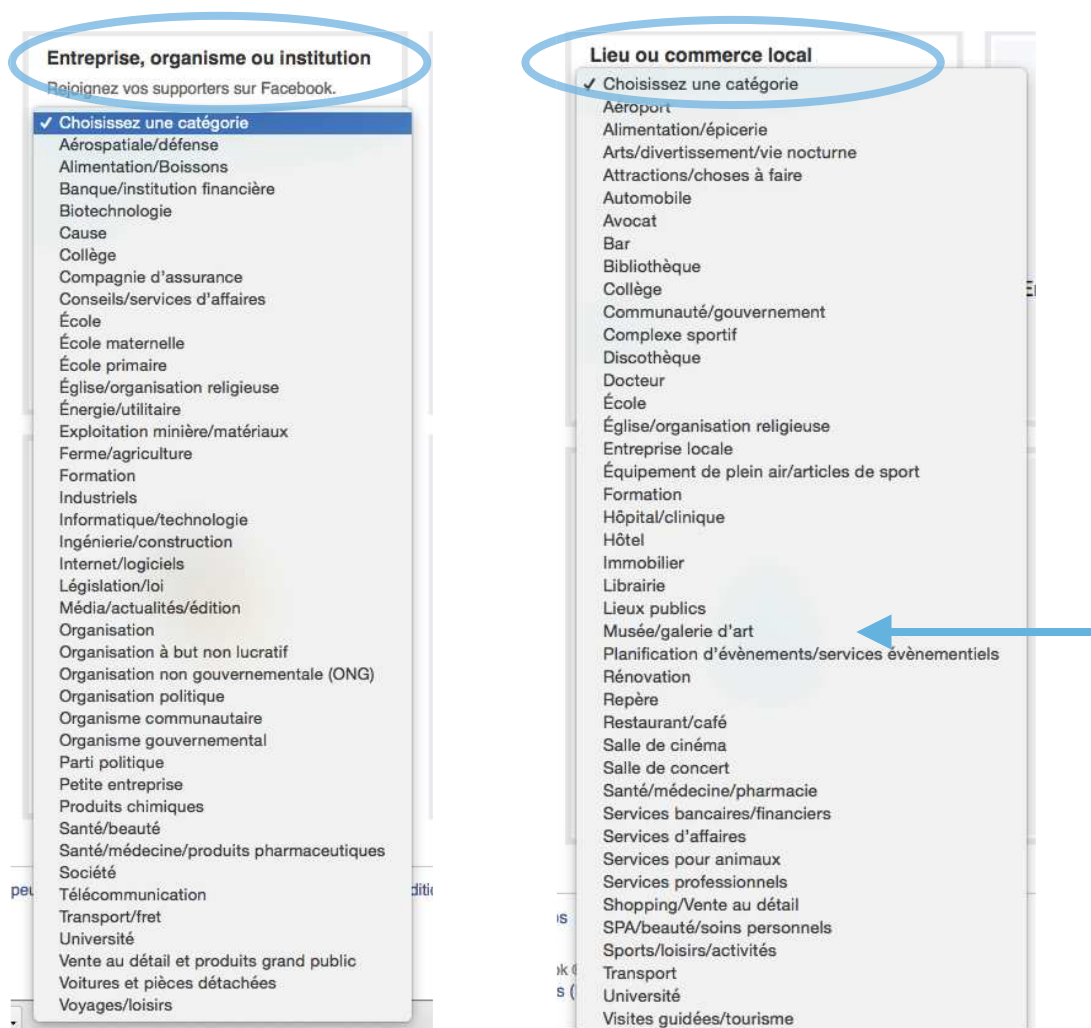 Entreprise, organisme ou institution
Rejoignez vos supporters sur Facebook.
✓ Choisissez une catégorie
Aérospatiale/défense
Alimentation/Boissons
Banque/institution financière
Biotechnologie
Cause
Collège
Compagnie d'assurance
Conseils/services d'affaires
École
École maternelle
École primaire
Église/organisation religieuse
Énergie/utilitaire
Exploitation minière/matériaux
Ferme/agriculture
Formation
Industriels
Informatique/technologie
Ingénierie/construction
Internet/logiciels
Législation/loi
Média/actualités/édition
Organisation
Organisation à but non lucratif
Organisation non gouvernementale (ONG)
Organisation politique
Organisme communautaire
Organisme gouvernemental
Parti politique
Petite entreprise
Produits chimiques
Santé/beauté
Santé/médecine/produits pharmaceutiques
Société
Télécommunication
Transport/fret
Université
Vente au détail et produits grand public
Voitures et pièces détachées
Voyages/loisirs
Lieu ou commerce local
✓ Choisissez une catégorie
Aéroport
Alimentation/épicerie
Arts/divertissement/vie nocturne
Attractions/choses à faire
Automobile
Avocat
Bar
Bibliothèque
Collège
Communauté/gouvernement
Complexe sportif
Discothèque
Docteur
École
Église/organisation religieuse
Entreprise locale
Équipement de plein air/articles de sport
Formation
Hôpital/clinique
Hôtel
Immobilier
Librairie
Lieux publics
Musée/galerie d'art
Planification d'évènements/services évènementiels
Rénovation
Repère
Restaurant/café
Salle de cinéma
Salle de concert
Santé/médecine/pharmacie
Services bancaires/financiers
Services d'affaires
Services pour animaux
Services professionnels
Shopping/Vente au détail
SPA/beauté/soins personnels
Sports/loisirs/activités
Transport
Université
Visites guidées/tourisme